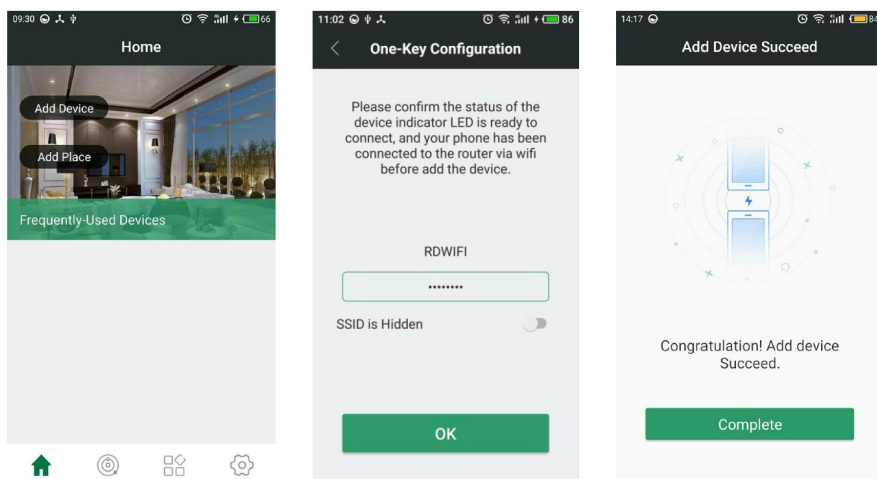 09:30
66
Home
Add Device
Add Place
Frequently-Used Devices
11:02
86
One-Key Configuration
Please confirm the status of the
device indicator LED is ready to
connect, and your phone has been
connected to the router via wifi
before add the device.
RDWIFI
••••••••
SSID is Hidden
OK
14:17
84
Add Device Succeed
Congratulation! Add device
Succeed.
Complete